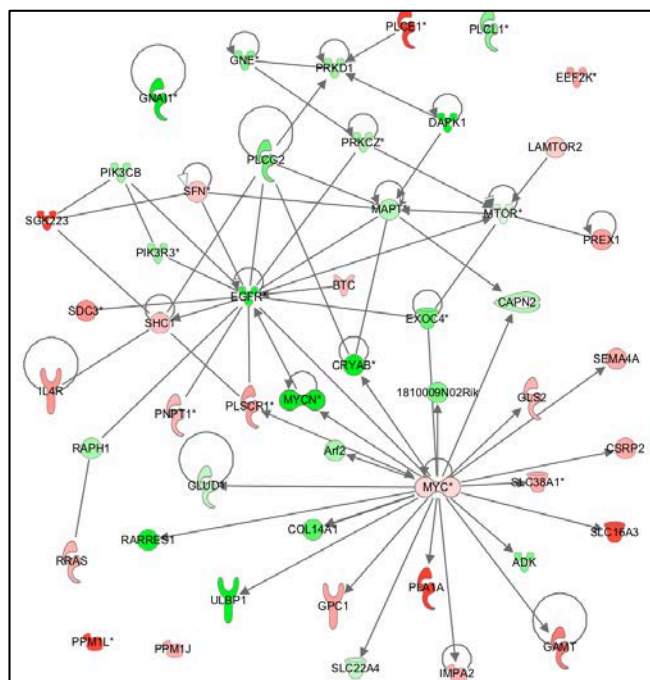 PLCE1*
PLCL1*
GNE*
PRKD1
EEF2K*
GNAI1*
DAPK1
PRKCZ*
LAMTOR2
PLCG2
PIK3CB
SFN*
MAPT
MTOR*
SGK223
PREX1
PIK3R3*
EGFR*
BTC
CAPN2
SDC3*
SHC1
EXOC4*
CRYAB*
SEMA4A
IL4R
1810009N02Rik
GLS2
PNPT1*
PLSCR1*
MYCN*
CSRP2
RAPH1
Arf2
GLUD1
MYC*
SLC38A1*
RARRES1
COL14A1
SLC16A3
RRAS
ADK
ULBP1
GPC1
PLA1A
PPM1L*
PPM1J
SLC22A4
IMPA2
GAMT